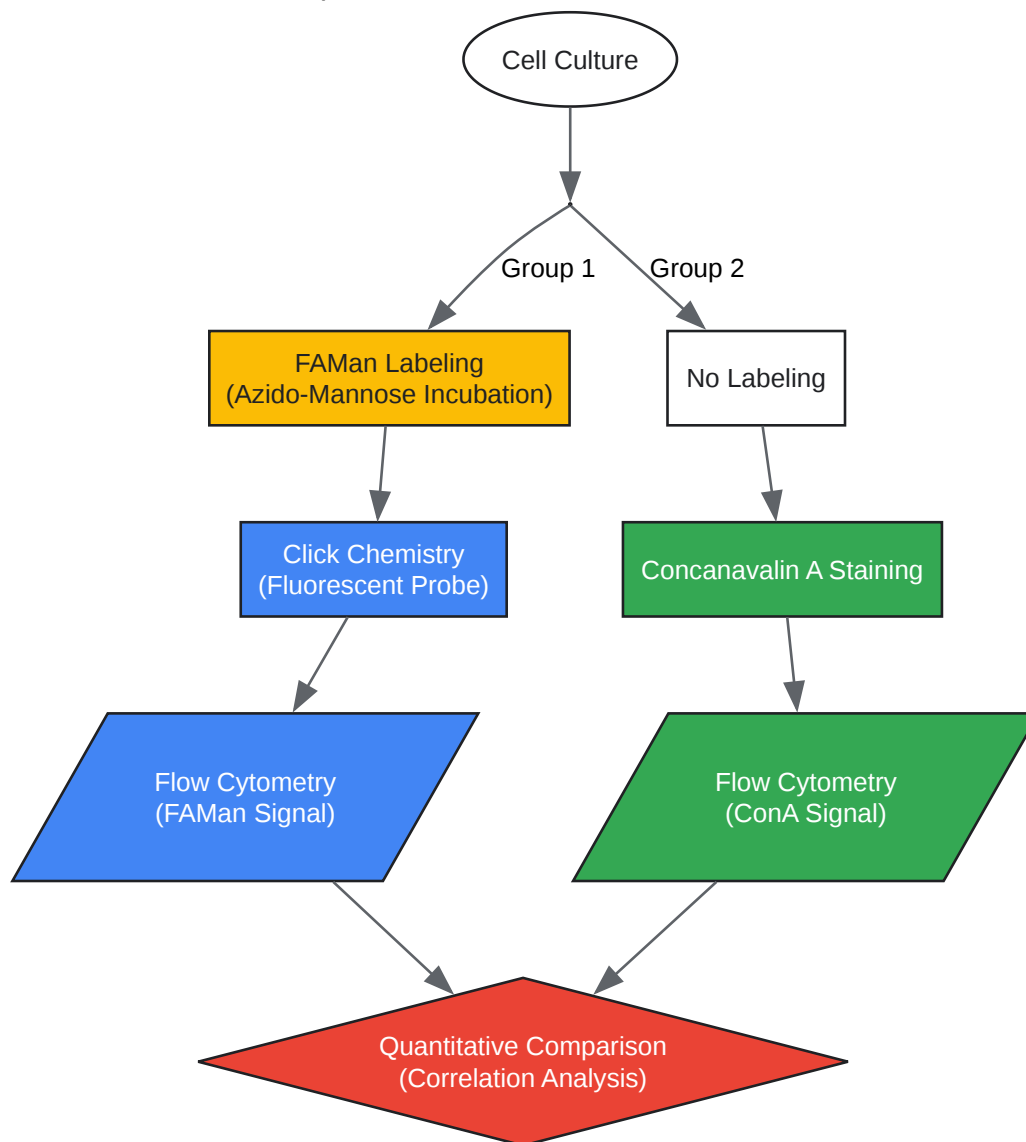 Cell Culture
Group 1
Group 2
FAMan Labeling
(Azido-Mannose Incubation)
No Labeling
Click Chemistry
(Fluorescent Probe)
Concanavalin A Staining
Flow Cytometry
(FAMan Signal)
Flow Cytometry
(ConA Signal)
Quantitative Comparison
(Correlation Analysis)